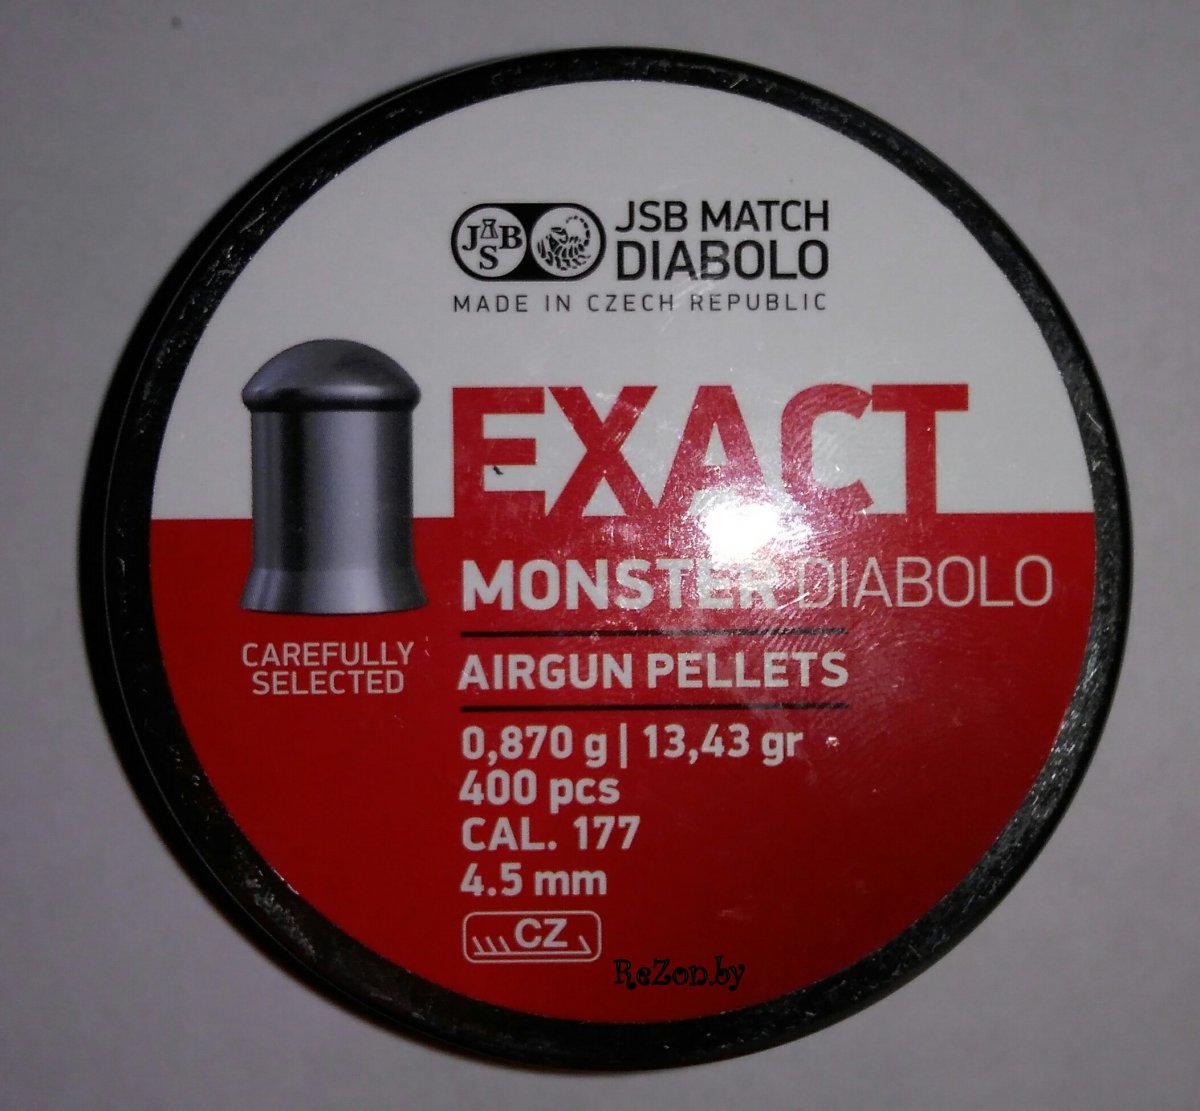 JSB
JSB MATCH
DIABOLO
MADE IN CZECH REPUBLIC
EXACT
MONSTER DIABOLO
CAREFULLY
SELECTED
AIRGUN PELLETS
0,870 g | 13,43 gr
400 pcs
CAL. 177
4.5 mm
CZ
ReZon.by